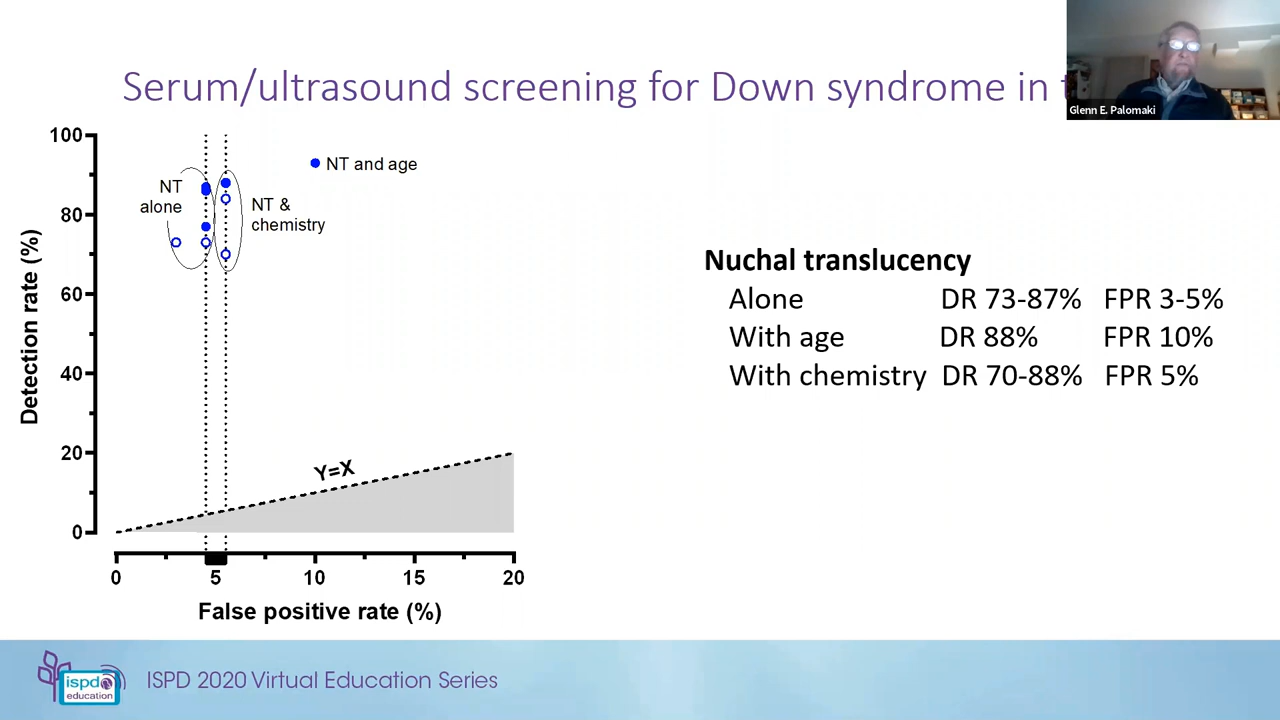 Serum/ultrasound screening for Down syndrome in
Glenn E. Palomaki
100
80
60
40
20
0
Detection rate (%)
NT
alone
NT and age
NT &
chemistry
Y=X
0 5 10 15 20
False positive rate (%)
Nuchal translucency
Alone DR 73-87% FPR 3-5%
With age DR 88% FPR 10%
With chemistry DR 70-88% FPR 5%
ispd
education
ISPD 2020 Virtual Education Series